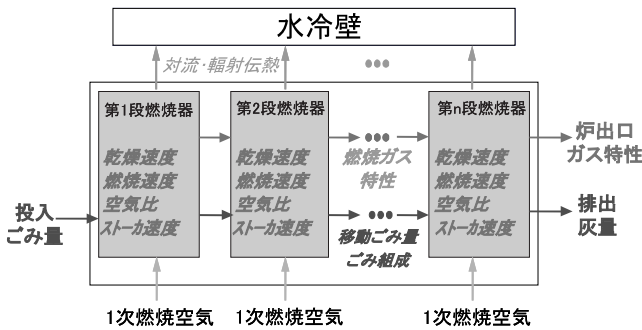 水冷壁
対流・輻射伝熱
•••
第1段燃焼器
第2段燃焼器
第n段燃焼器
乾燥速度
燃焼速度
空気比
ストーカ速度
乾燥速度
燃焼速度
空気比
ストーカ速度
•••
燃焼ガス
特性
•••
移動ごみ量
ごみ組成
乾燥速度
燃焼速度
空気比
ストーカ速度
投入
ごみ量
炉出口
ガス特性
排出
灰量
1次燃焼空気
1次燃焼空気
1次燃焼空気